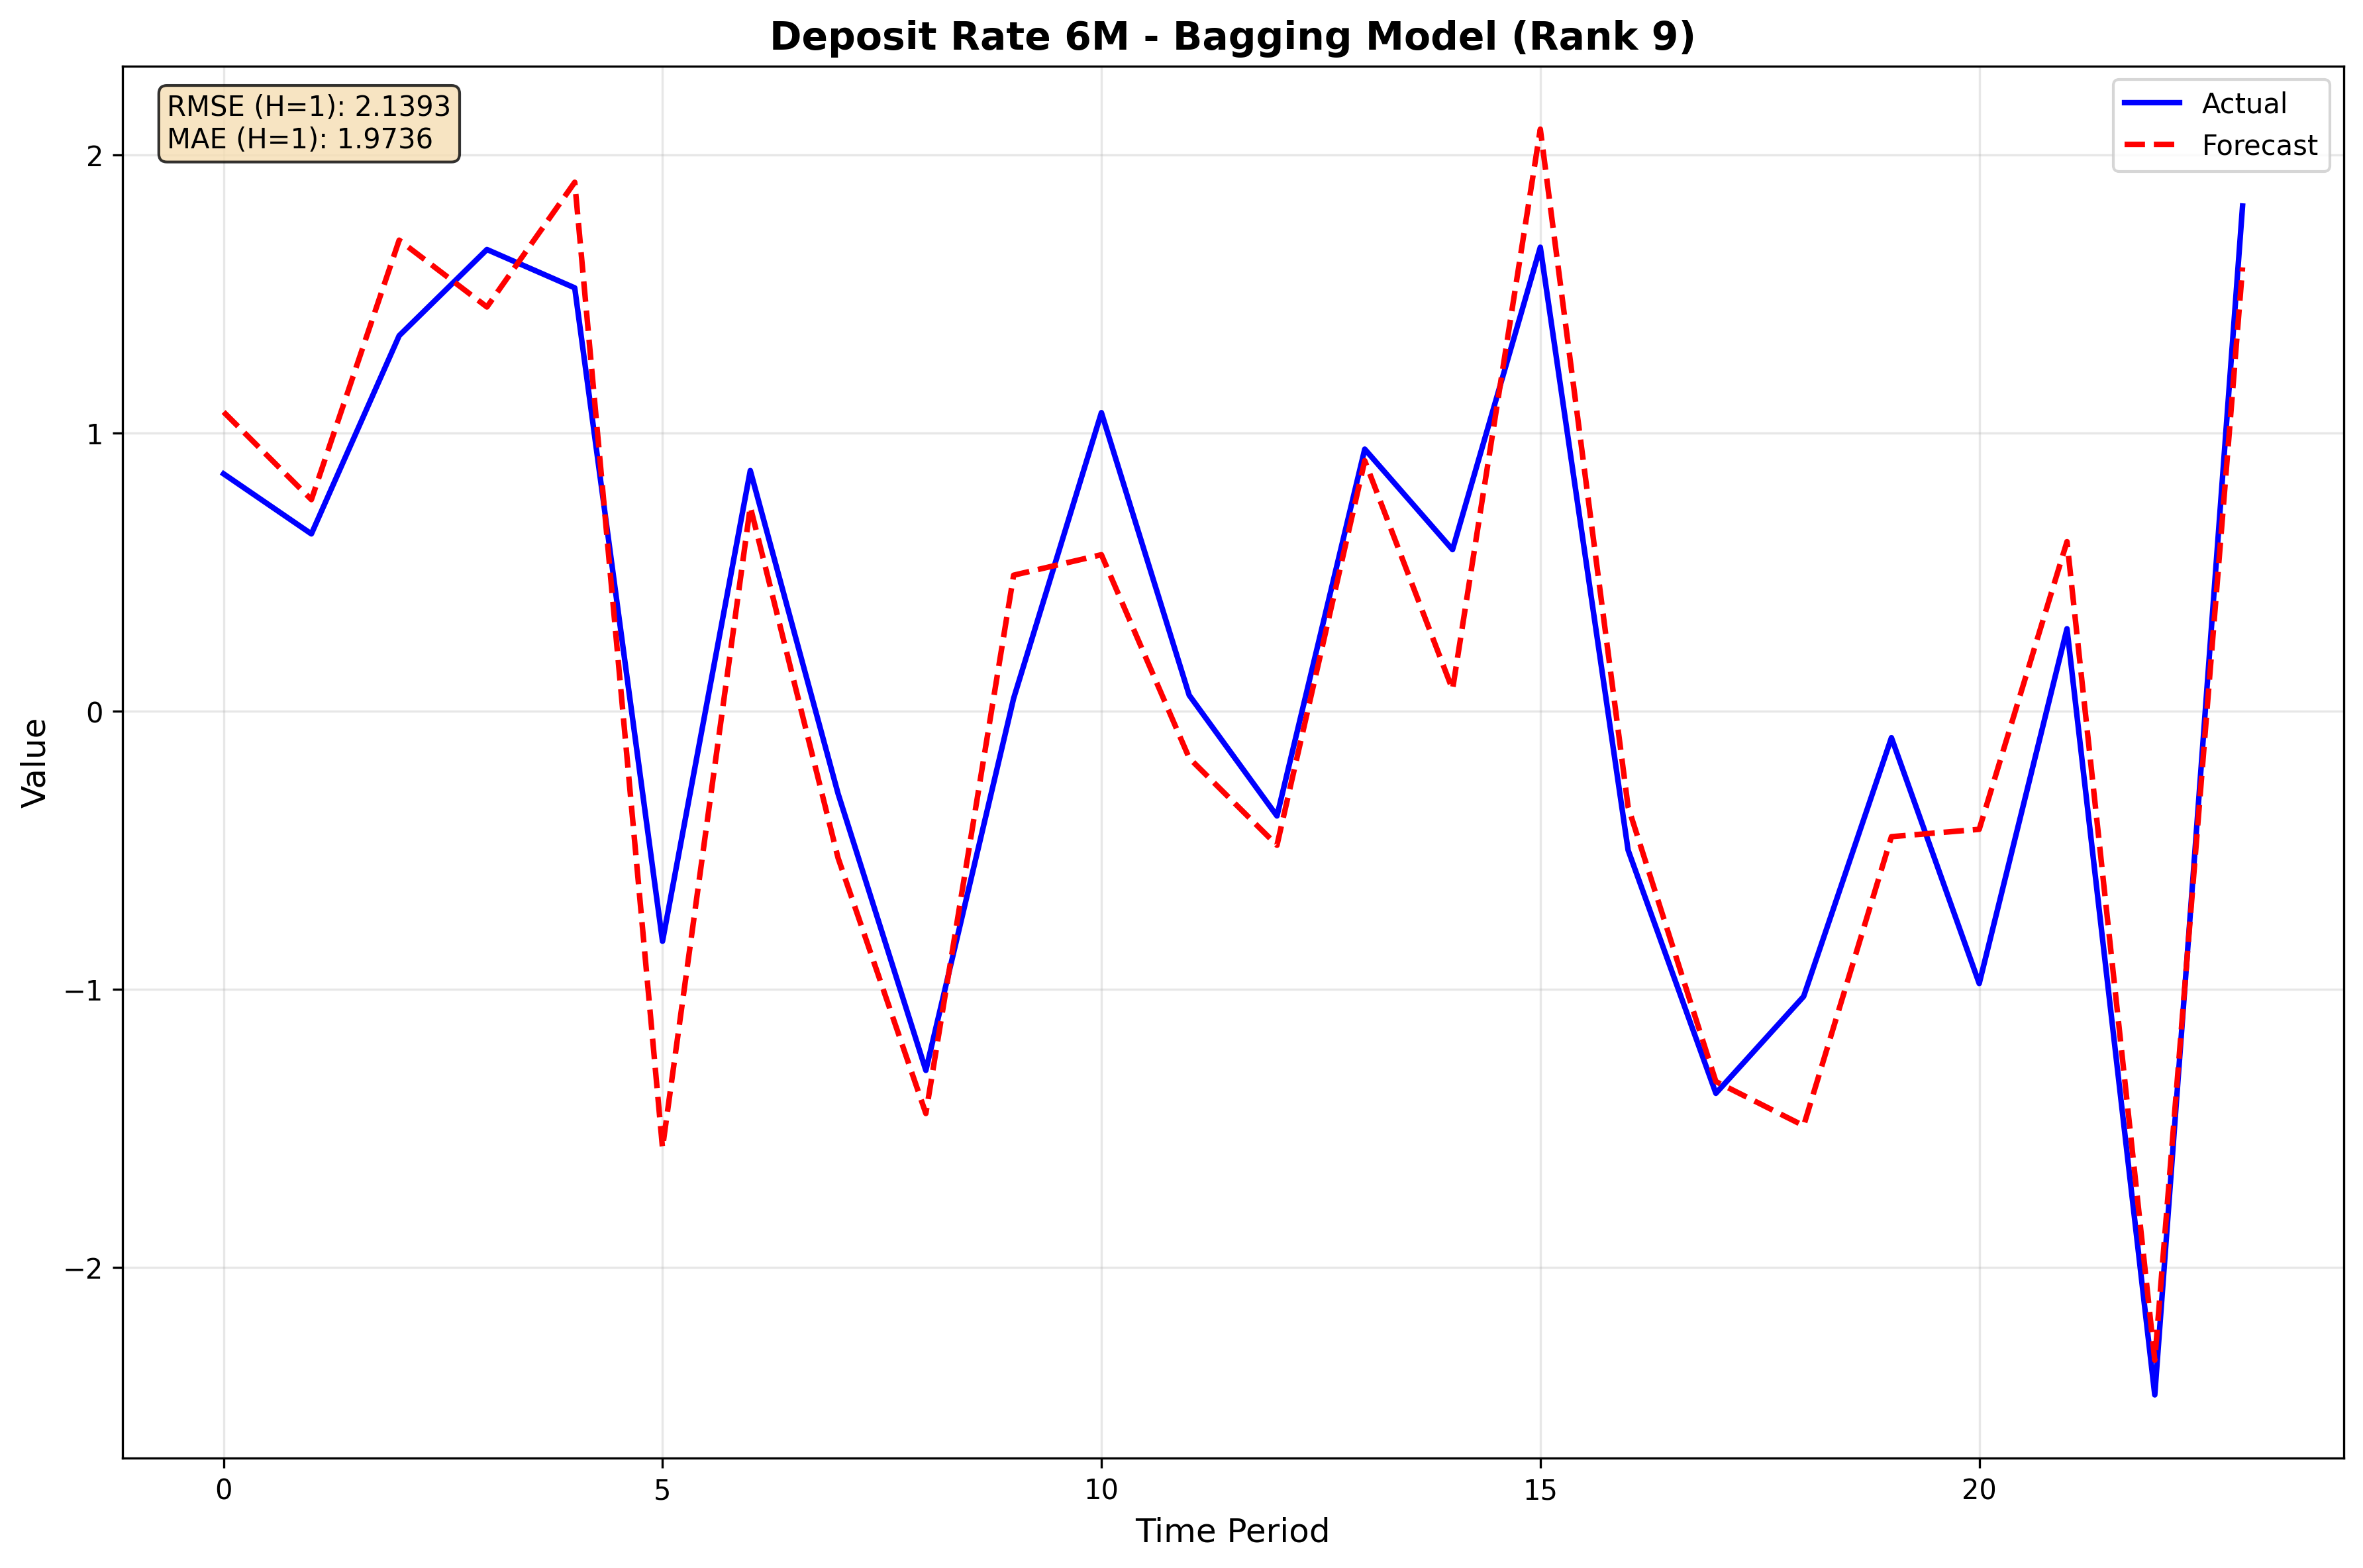 Deposit Rate 6M - Bagging Model (Rank 9)
RMSE (H=1): 2.1393
MAE (H=1): 1.9736
Actual
Forecast
2
1
0
−1
−2
Value
0
5
10
15
20
Time Period